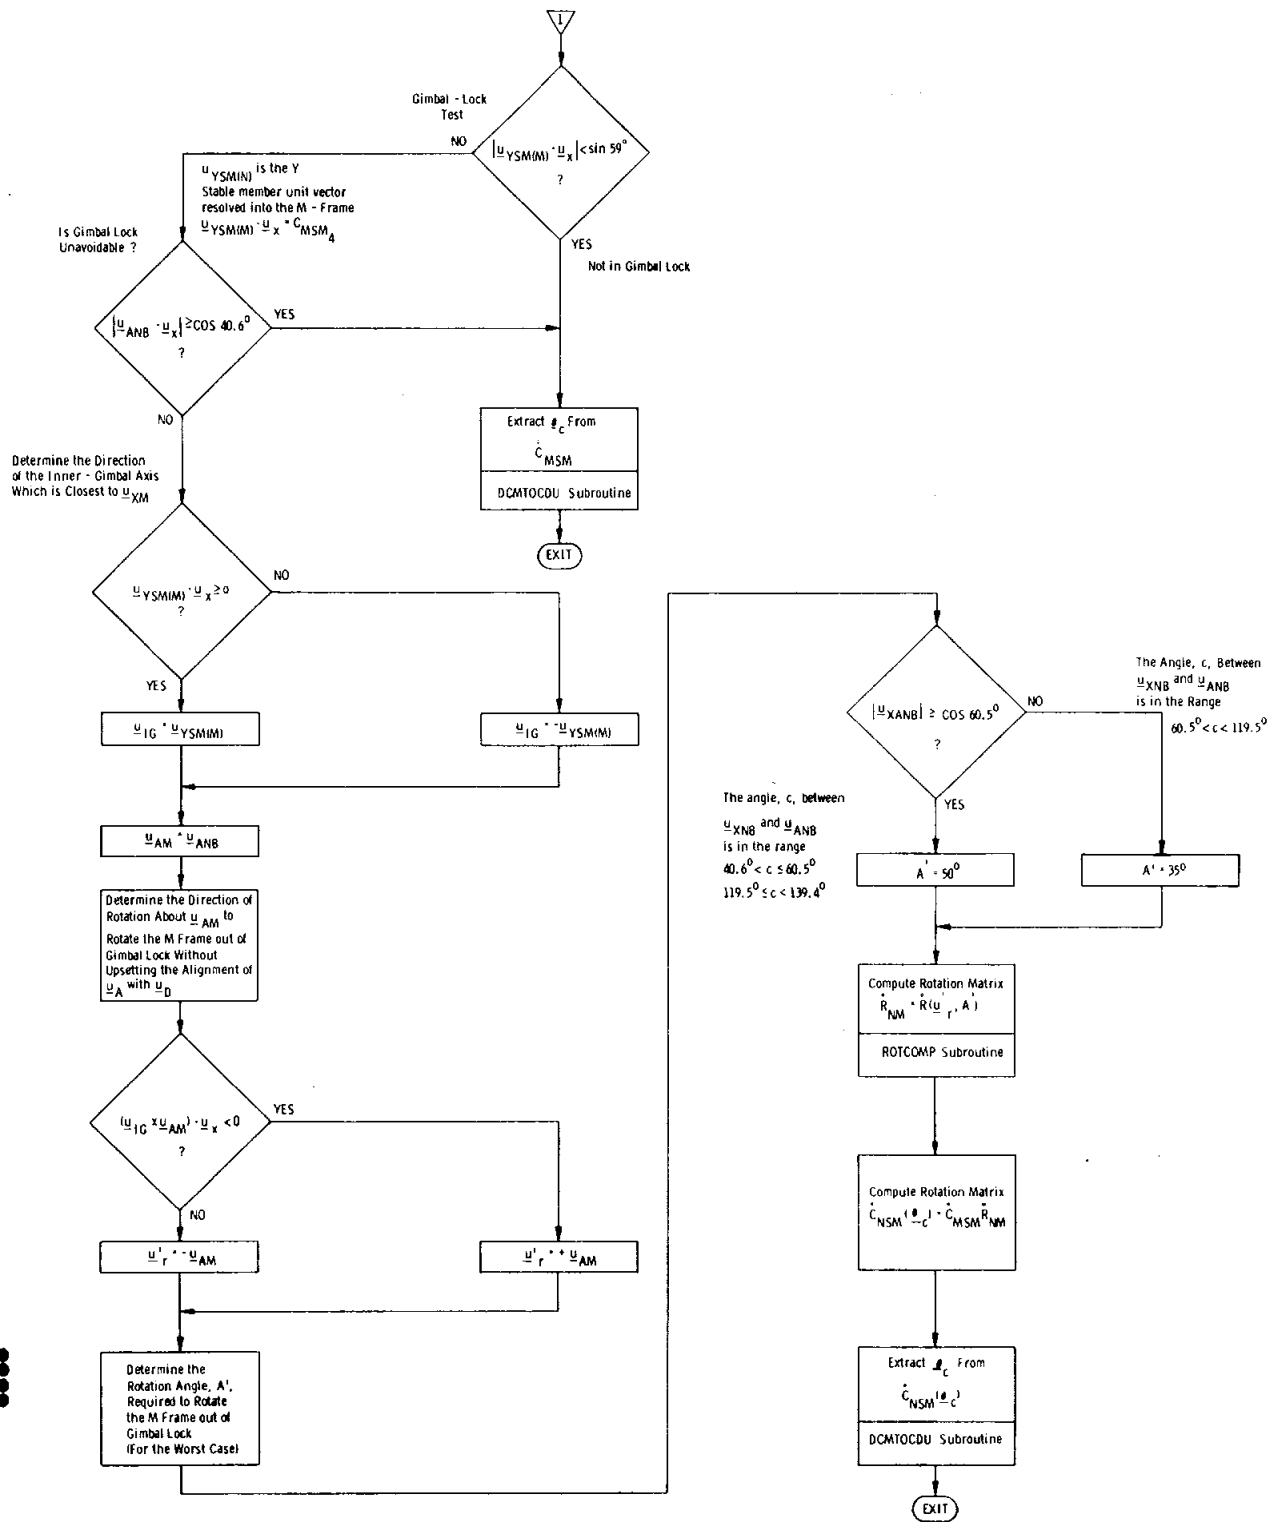 1
Gimbal - Lock
Test
NO
|u YSM(M) · u x| < sin 59°
?
YES
Not in Gimbal Lock
u YSM(N) is the Y
Stable member unit vector
resolved into the M - Frame
u YSM(M) · u x = C MSM 4
Is Gimbal Lock
Unavoidable ?
|u ANB · u x| ≥ COS 40.6°
?
YES
NO
Extract θ c From
C MSM
DCMTOCDU Subroutine
EXIT
Determine the Direction
of the Inner - Gimbal Axis
Which is Closest to u XM
u YSM(M) · u x ≥ 0
?
NO
YES
u IG = u YSM(M)
u IG = -u YSM(M)
u AM = u ANB
Determine the Direction of
Rotation About u AM to
Rotate the M Frame out of
Gimbal Lock Without
Upsetting the Alignment of
u A with u D
(u IG x u AM) · u x < 0
?
YES
NO
u' r = - u AM
u' r = + u AM
Determine the
Rotation Angle, A',
Required to Rotate
the M Frame out of
Gimbal Lock
(For the Worst Case)
|u XANB| ≥ COS 60.5°
?
NO
The Angle, c, Between
u XNB and u ANB
is in the Range
60.5° < c < 119.5°
YES
The angle, c, between
u XNB and u ANB
is in the range
40.6° < c ≤ 60.5°
119.5° ≤ c < 139.4°
A' = 50°
A' = 35°
Compute Rotation Matrix
R NM = R(u' r, A')
ROTCOMP Subroutine
Compute Rotation Matrix
C NSM (θ c) = C MSM R NM
Extract θ c From
C NSM (θ c)
DCMTOCDU Subroutine
EXIT